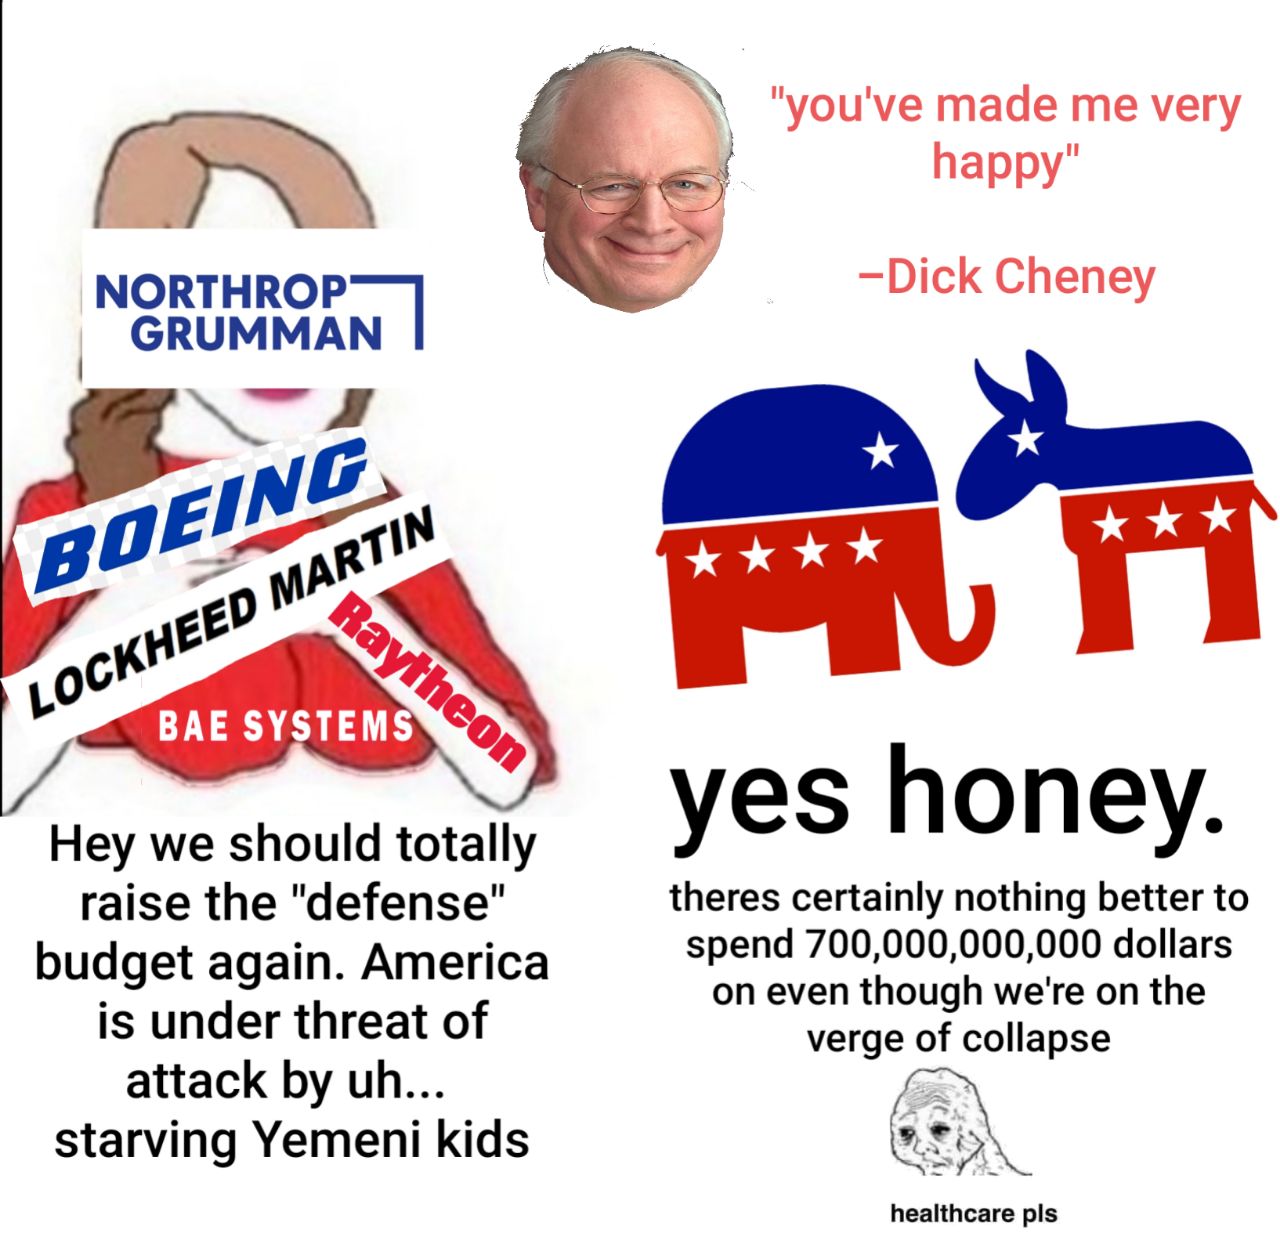 "you've made me very
happy"
–Dick Cheney
NORTHROP
GRUMMAN
BOEING
LOCKHEED MARTIN
Raytheon
BAE SYSTEMS
Hey we should totally
raise the "defense"
budget again. America
is under threat of
attack by uh...
starving Yemeni kids
yes honey.
theres certainly nothing better to
spend 700,000,000,000 dollars
on even though we're on the
verge of collapse
healthcare pls